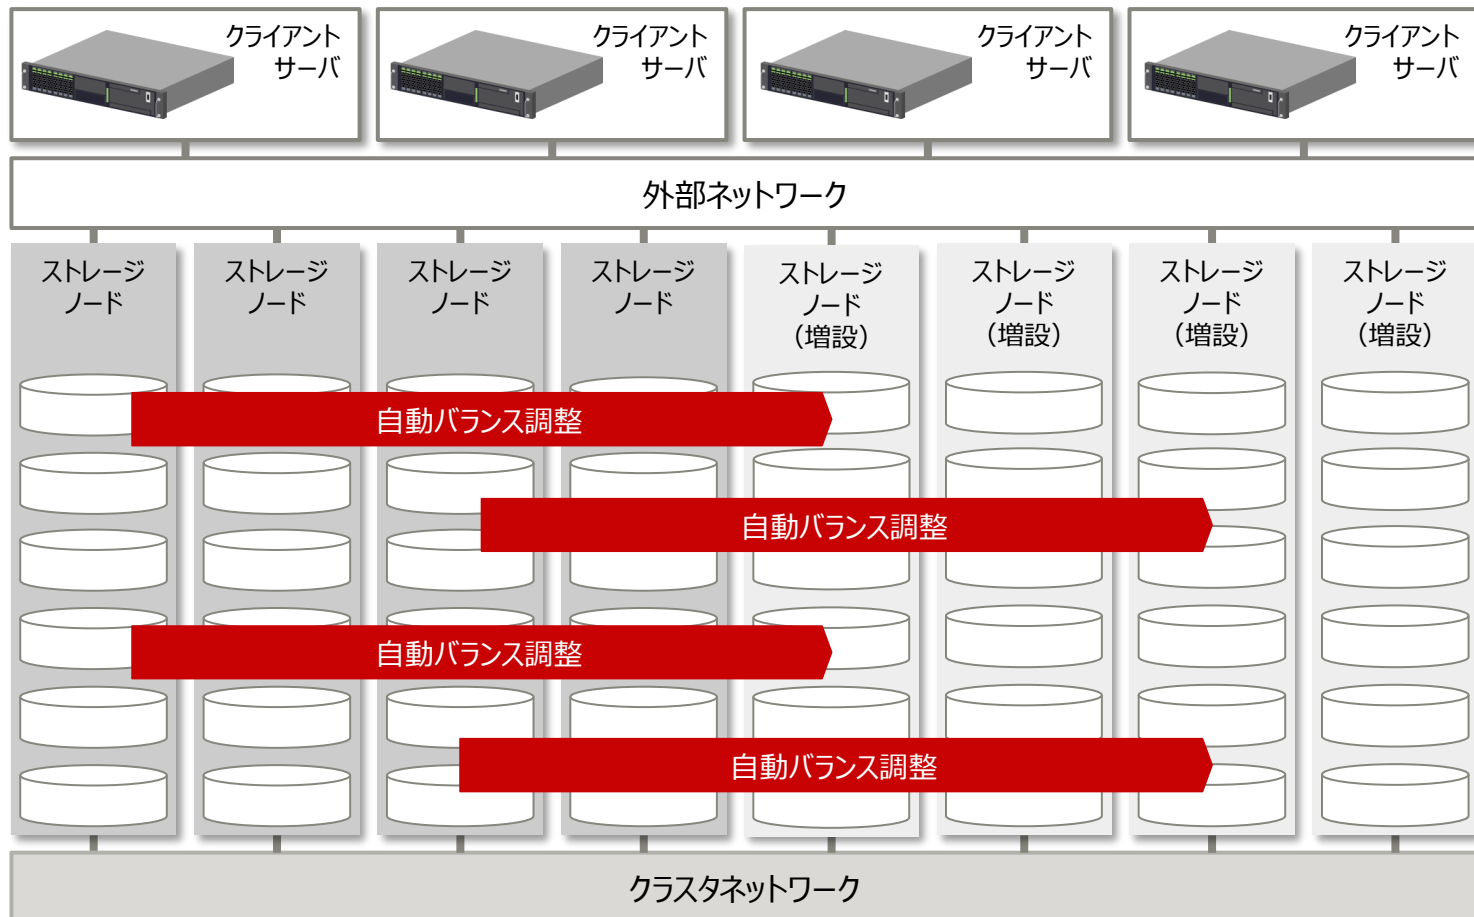 クライアント
サーバ
クライアント
サーバ
クライアント
サーバ
クライアント
サーバ
外部ネットワーク
ストレージ
ノード
ストレージ
ノード
ストレージ
ノード
ストレージ
ノード
ストレージ
ノード
（増設）
ストレージ
ノード
（増設）
ストレージ
ノード
（増設）
ストレージ
ノード
（増設）
自動バランス調整
自動バランス調整
自動バランス調整
自動バランス調整
クラスタネットワーク